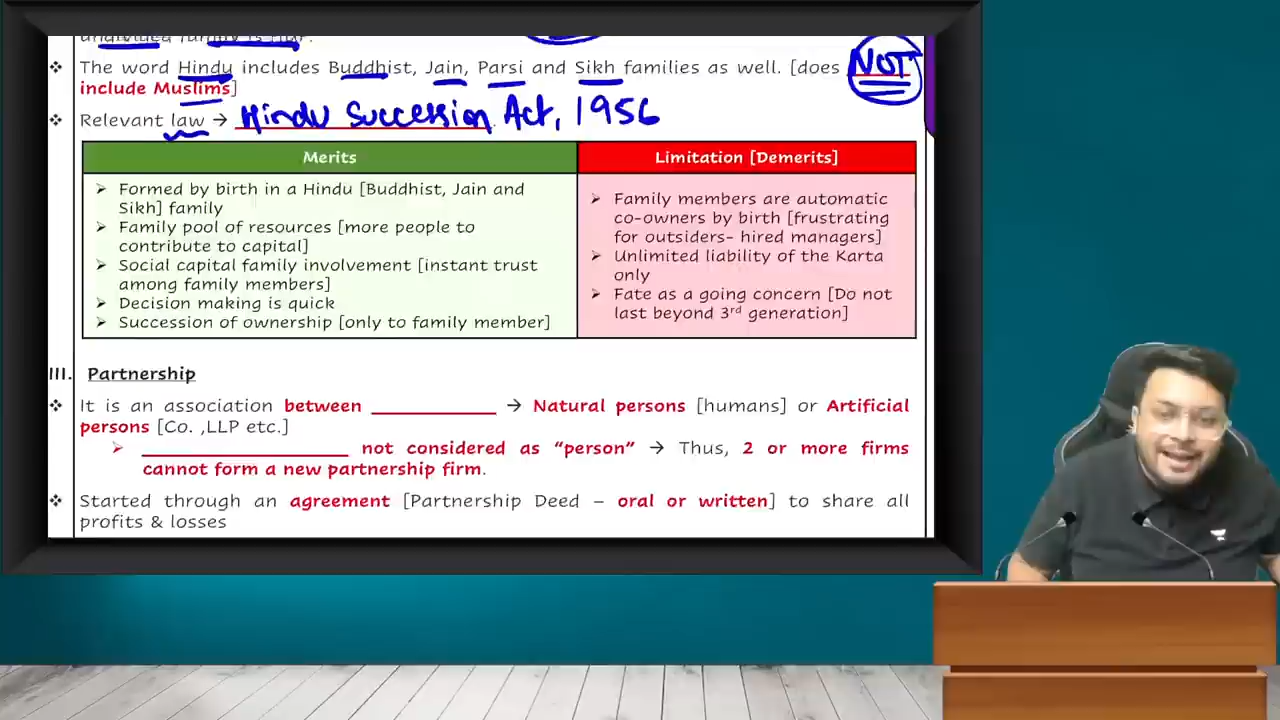 undivided family is HUF.
❖ The word Hindu includes Buddhist, Jain, Parsi and Sikh families as well. [does NOT
include Muslims]
❖ Relevant law → Hindu Succession Act, 1956
Merits
➢ Formed by birth in a Hindu [Buddhist, Jain and
Sikh] family
➢ Family pool of resources [more people to
contribute to capital]
➢ Social capital family involvement [instant trust
among family members]
➢ Decision making is quick
➢ Succession of ownership [only to family member]
Limitation [Demerits]
➢ Family members are automatic
co-owners by birth [frustrating
for outsiders- hired managers]
➢ Unlimited liability of the Karta
only
➢ Fate as a going concern [Do not
last beyond 3rd generation]
III. Partnership
❖ It is an association between ____________ → Natural persons [humans] or Artificial
persons [Co. ,LLP etc.]
➢ ____________________ not considered as “person” → Thus, 2 or more firms
cannot form a new partnership firm.
❖ Started through an agreement [Partnership Deed – oral or written] to share all
profits & losses